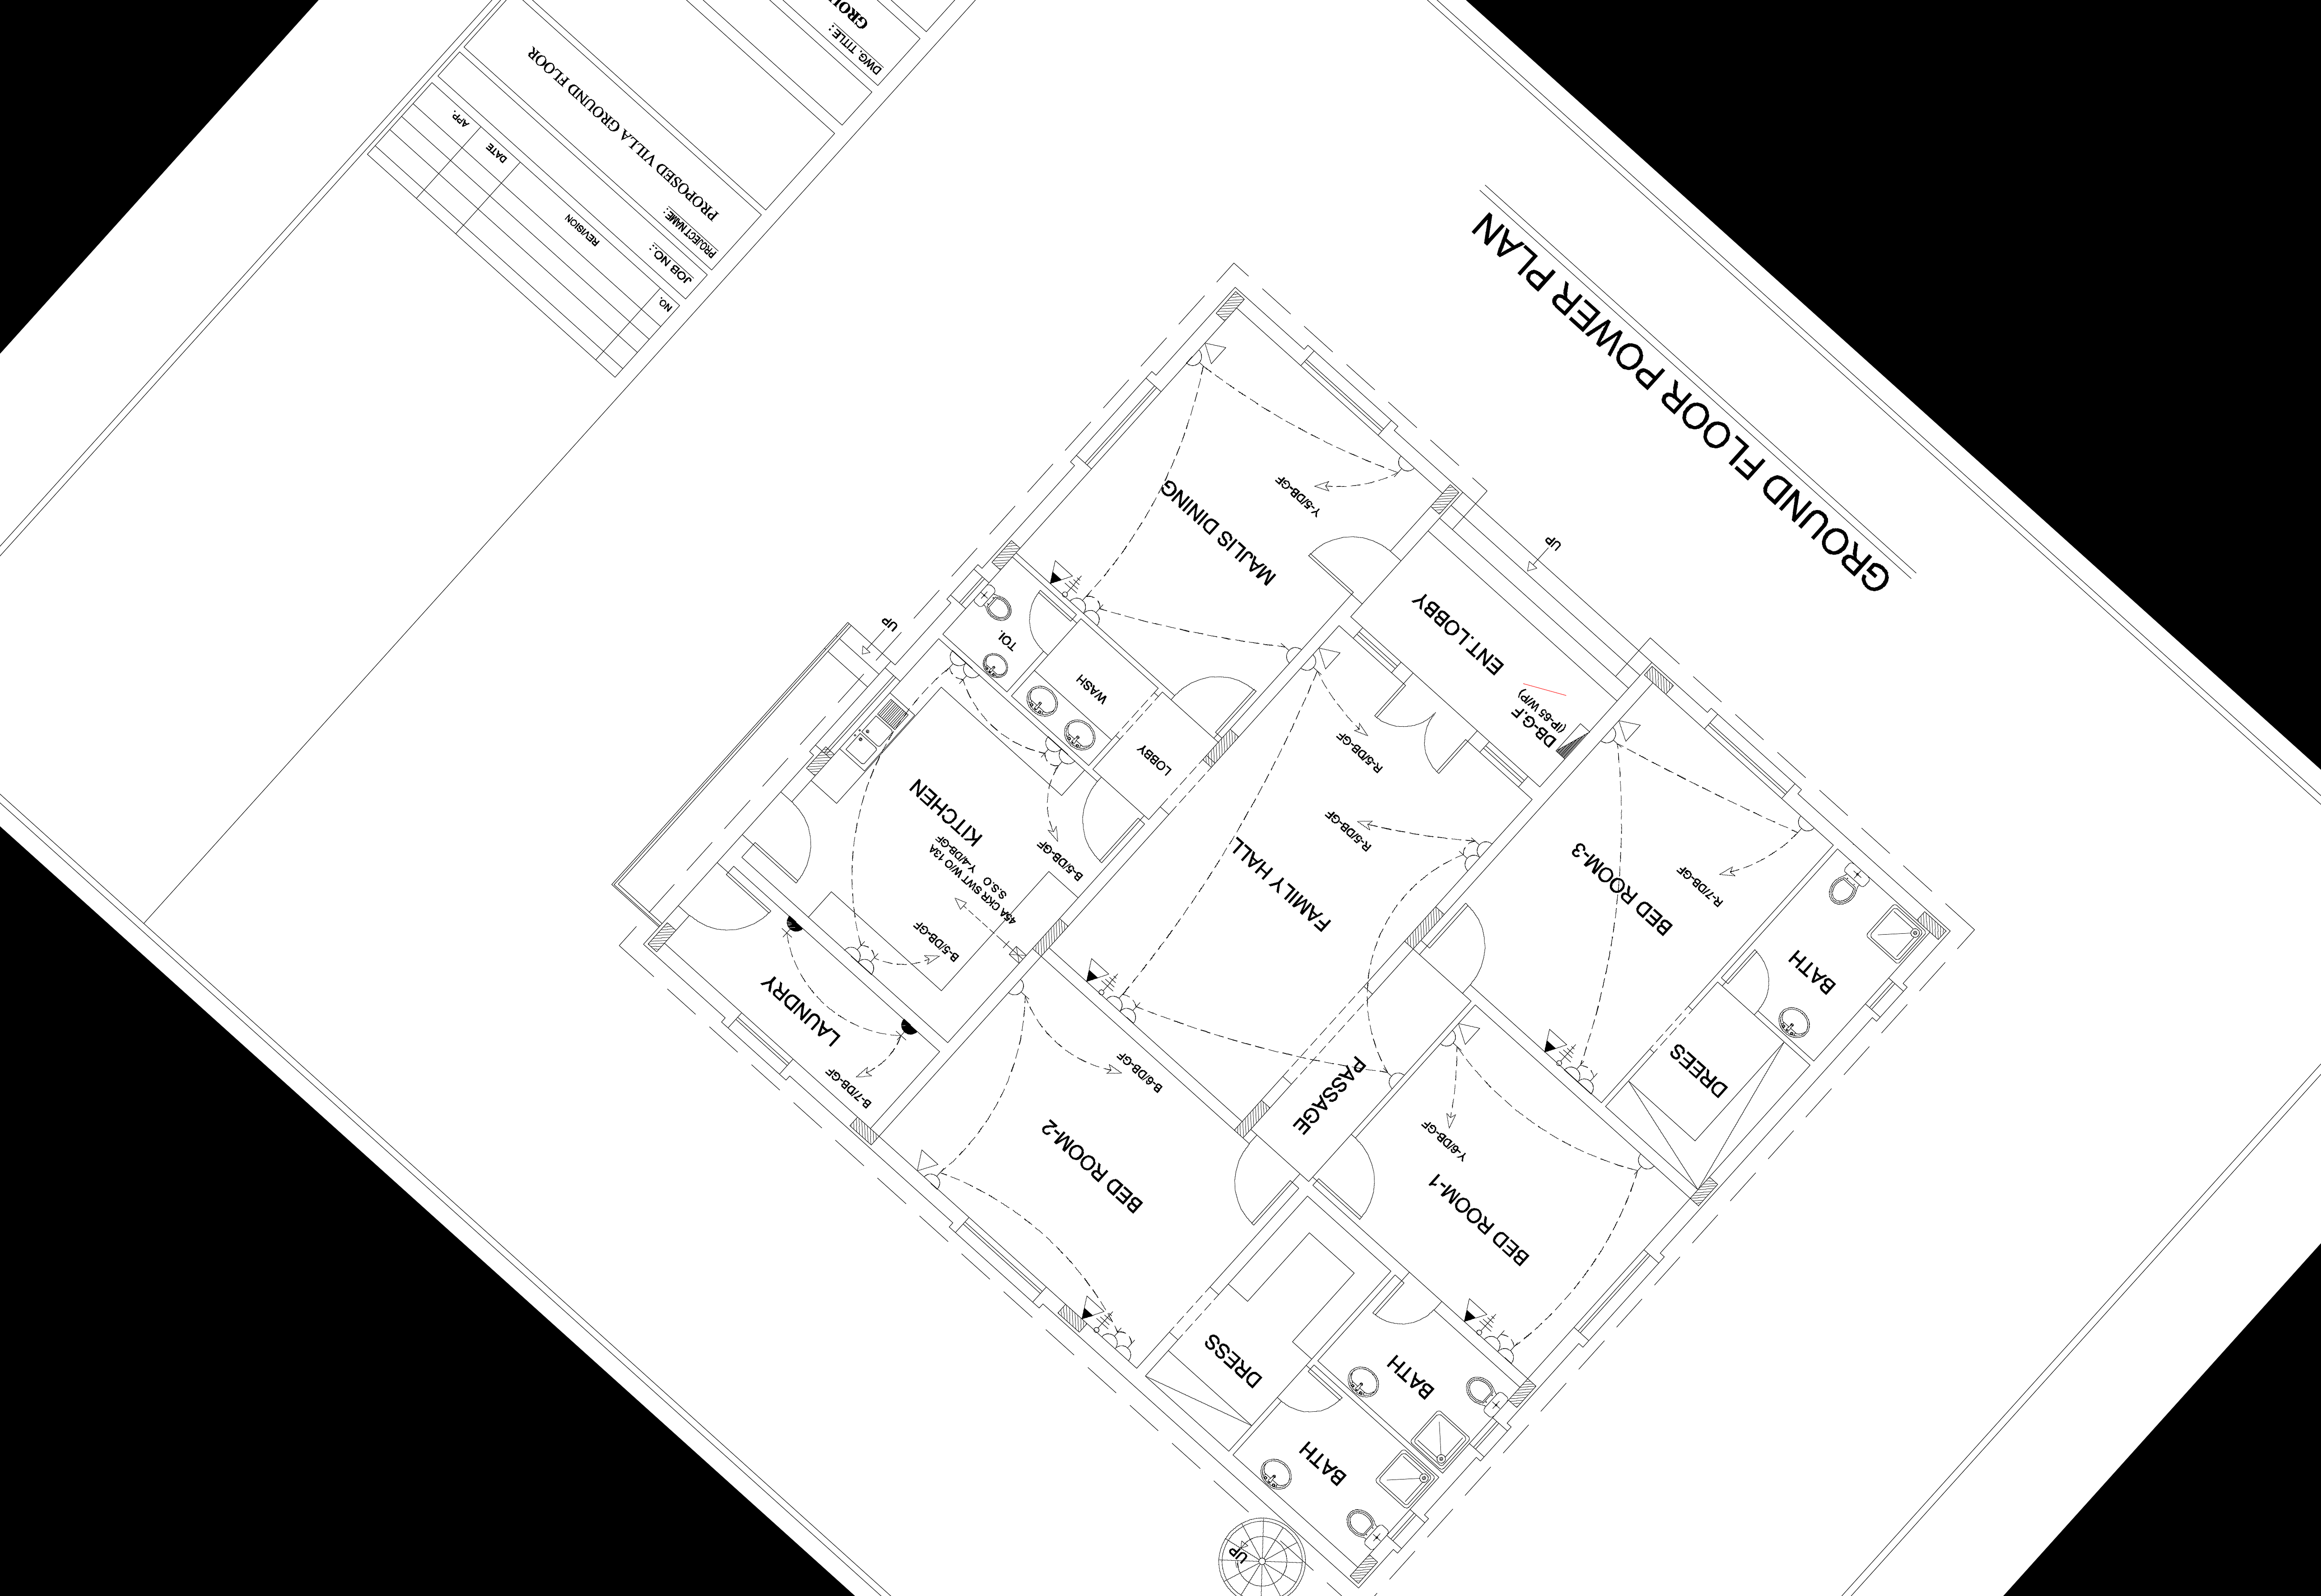 GROUND FLOOR POWER PLAN
UP
ENT.LOBBY
DB-G.F
(IP-65 W/P)
MAJLIS DINING
Y-5/DB-GF
BED ROOM-3
R-7/DB-GF
BATH
DREES
FAMILY HALL
R-5/DB-GF
R-5/DB-GF
PASSAGE
LOBBY
WASH
TOI.
UP
KITCHEN
45A CKR SWT W/O 13A
S.S.O Y-4/DB-GF
B-5/DB-GF
B-5/DB-GF
LAUNDRY
B-7/DB-GF
BED ROOM-2
B-6/DB-GF
BED ROOM-1
Y-6/DB-GF
DRESS
BATH
BATH
UP
NO.
REVISION
DATE
APP.
JOB NO.:
PROJECT NAME:
PROPOSED VILLA GROUND FLOOR
DWG. TITLE:
GROU